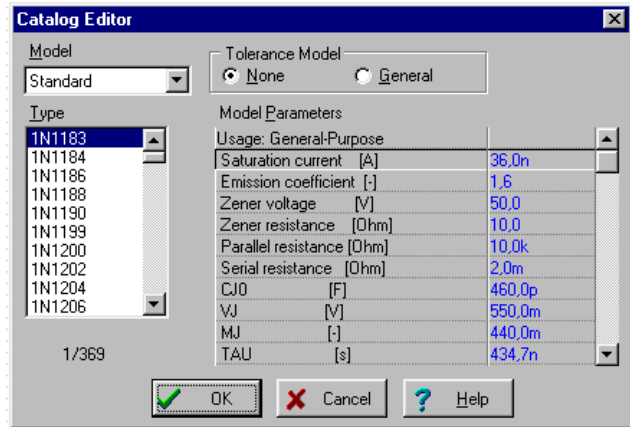 Catalog Editor
Model
Standard
Tolerance Model
None
General
Type
1N1183
1N1184
1N1186
1N1188
1N1190
1N1199
1N1200
1N1202
1N1204
1N1206
1/369
Model Parameters
Usage: General-Purpose
Saturation current [A] 36,0n
Emission coefficient [-] 1,6
Zener voltage [V] 50,0
Zener resistance [Ohm] 10,0
Parallel resistance [Ohm] 10,0k
Serial resistance [Ohm] 2,0m
CJ0 [F] 460,0p
VJ [V] 550,0m
MJ [-] 440,0m
TAU [s] 434,7n
OK
Cancel
Help